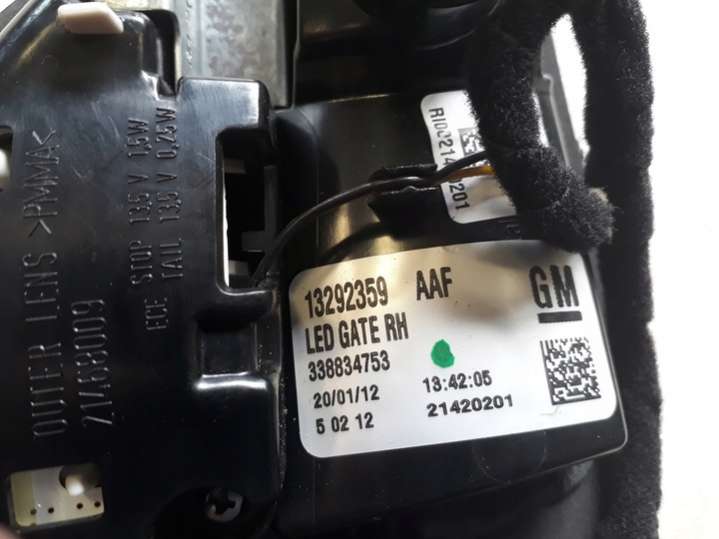 OUTER LENS >PMMA<
21468009
ECE STOP 13.5 V 1.5W
TAIL 13.5 V 0.25W
13292359 AAF GM
LED GATE RH
338834753
20/01/12 13:42:05
5 02 12 21420201